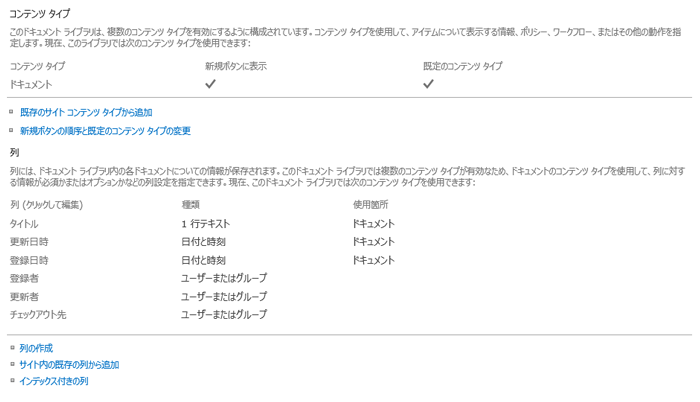 コンテンツ タイプ
このドキュメント ライブラリは、複数のコンテンツ タイプを有効にするように構成されています。コンテンツ タイプを使用して、アイテムについて表示する情報、ポリシー、ワークフロー、またはその他の動作を指
定します。現在、このライブラリでは次のコンテンツ タイプを使用できます:
コンテンツ タイプ 新規ボタンに表示 既定のコンテンツ タイプ
ドキュメント ✓ ✓
既存のサイト コンテンツ タイプから追加
新規ボタンの順序と既定のコンテンツ タイプの変更
列
列には、ドキュメント ライブラリ内の各ドキュメントについての情報が保存されます。このドキュメント ライブラリでは複数のコンテンツ タイプが有効なため、ドキュメントのコンテンツ タイプを使用して、列に対す
る情報が必須かまたはオプションかなどの列設定を指定できます。現在、このドキュメント ライブラリでは次のコンテンツ タイプを使用できます:
列 (クリックして編集) 種類 使用箇所
タイトル 1 行テキスト ドキュメント
更新日時 日付と時刻 ドキュメント
登録日時 日付と時刻 ドキュメント
登録者 ユーザーまたはグループ
更新者 ユーザーまたはグループ
チェックアウト先 ユーザーまたはグループ
列の作成
サイト内の既存の列から追加
インデックス付きの列